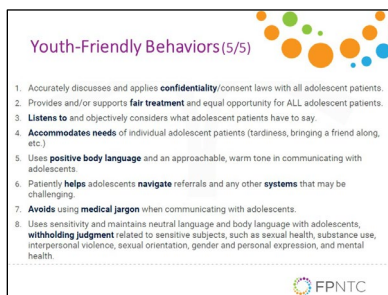 Youth-Friendly Behaviors (5/5)
1. Accurately discusses and applies confidentiality/consent laws with all adolescent patients.
2. Provides and/or supports fair treatment and equal opportunity for ALL adolescent patients.
3. Listens to and objectively considers what adolescent patients have to say.
4. Accommodates needs of individual adolescent patients (tardiness, bringing a friend along,
etc.)
5. Uses positive body language and an approachable, warm tone in communicating with
adolescents.
6. Patiently helps adolescents navigate referrals and any other systems that may be
challenging.
7. Avoids using medical jargon when communicating with adolescents.
8. Uses sensitivity and maintains neutral language and body language with adolescents,
withholding judgment related to sensitive subjects, such as sexual health, substance use,
interpersonal violence, sexual orientation, gender and personal expression, and mental
health.
FPNTC